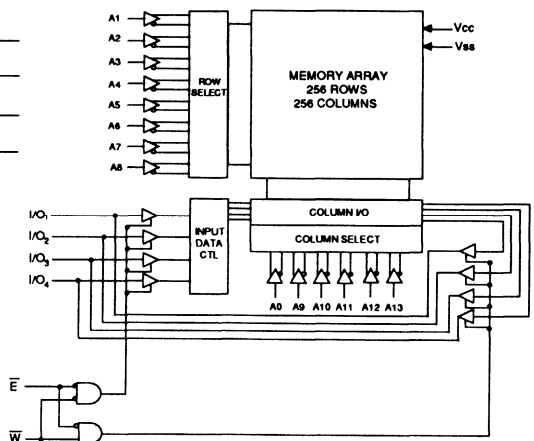 A1
A2
A3
A4
A5
A6
A7
A8
ROW
SELECT
MEMORY ARRAY
256 ROWS
256 COLUMNS
Vcc
Vss
I/O1
I/O2
I/O3
I/O4
INPUT
DATA
CTL
COLUMN I/O
COLUMN SELECT
A0 A9 A10 A11 A12 A13
E̅
W̅